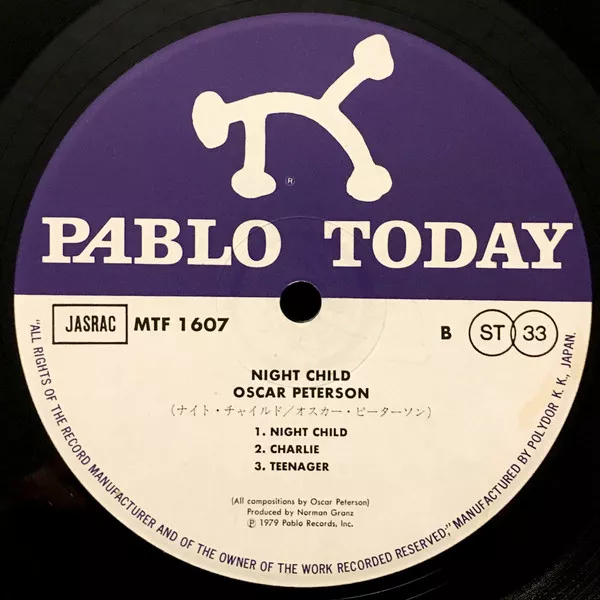 ®
PABLO TODAY
JASRAC MTF 1607
B ST 33
NIGHT CHILD
OSCAR PETERSON
(ナイト・チャイルド/オスカー・ピーターソン)
1. NIGHT CHILD
2. CHARLIE
3. TEENAGER
(All compositions by Oscar Peterson)
Produced by Norman Granz
℗ 1979 Pablo Records, Inc.
"ALL RIGHTS OF THE RECORD MANUFACTURER AND OF THE OWNER OF THE WORK RECORDED RESERVED," MANUFACTURED BY POLYDOR K. K., JAPAN.